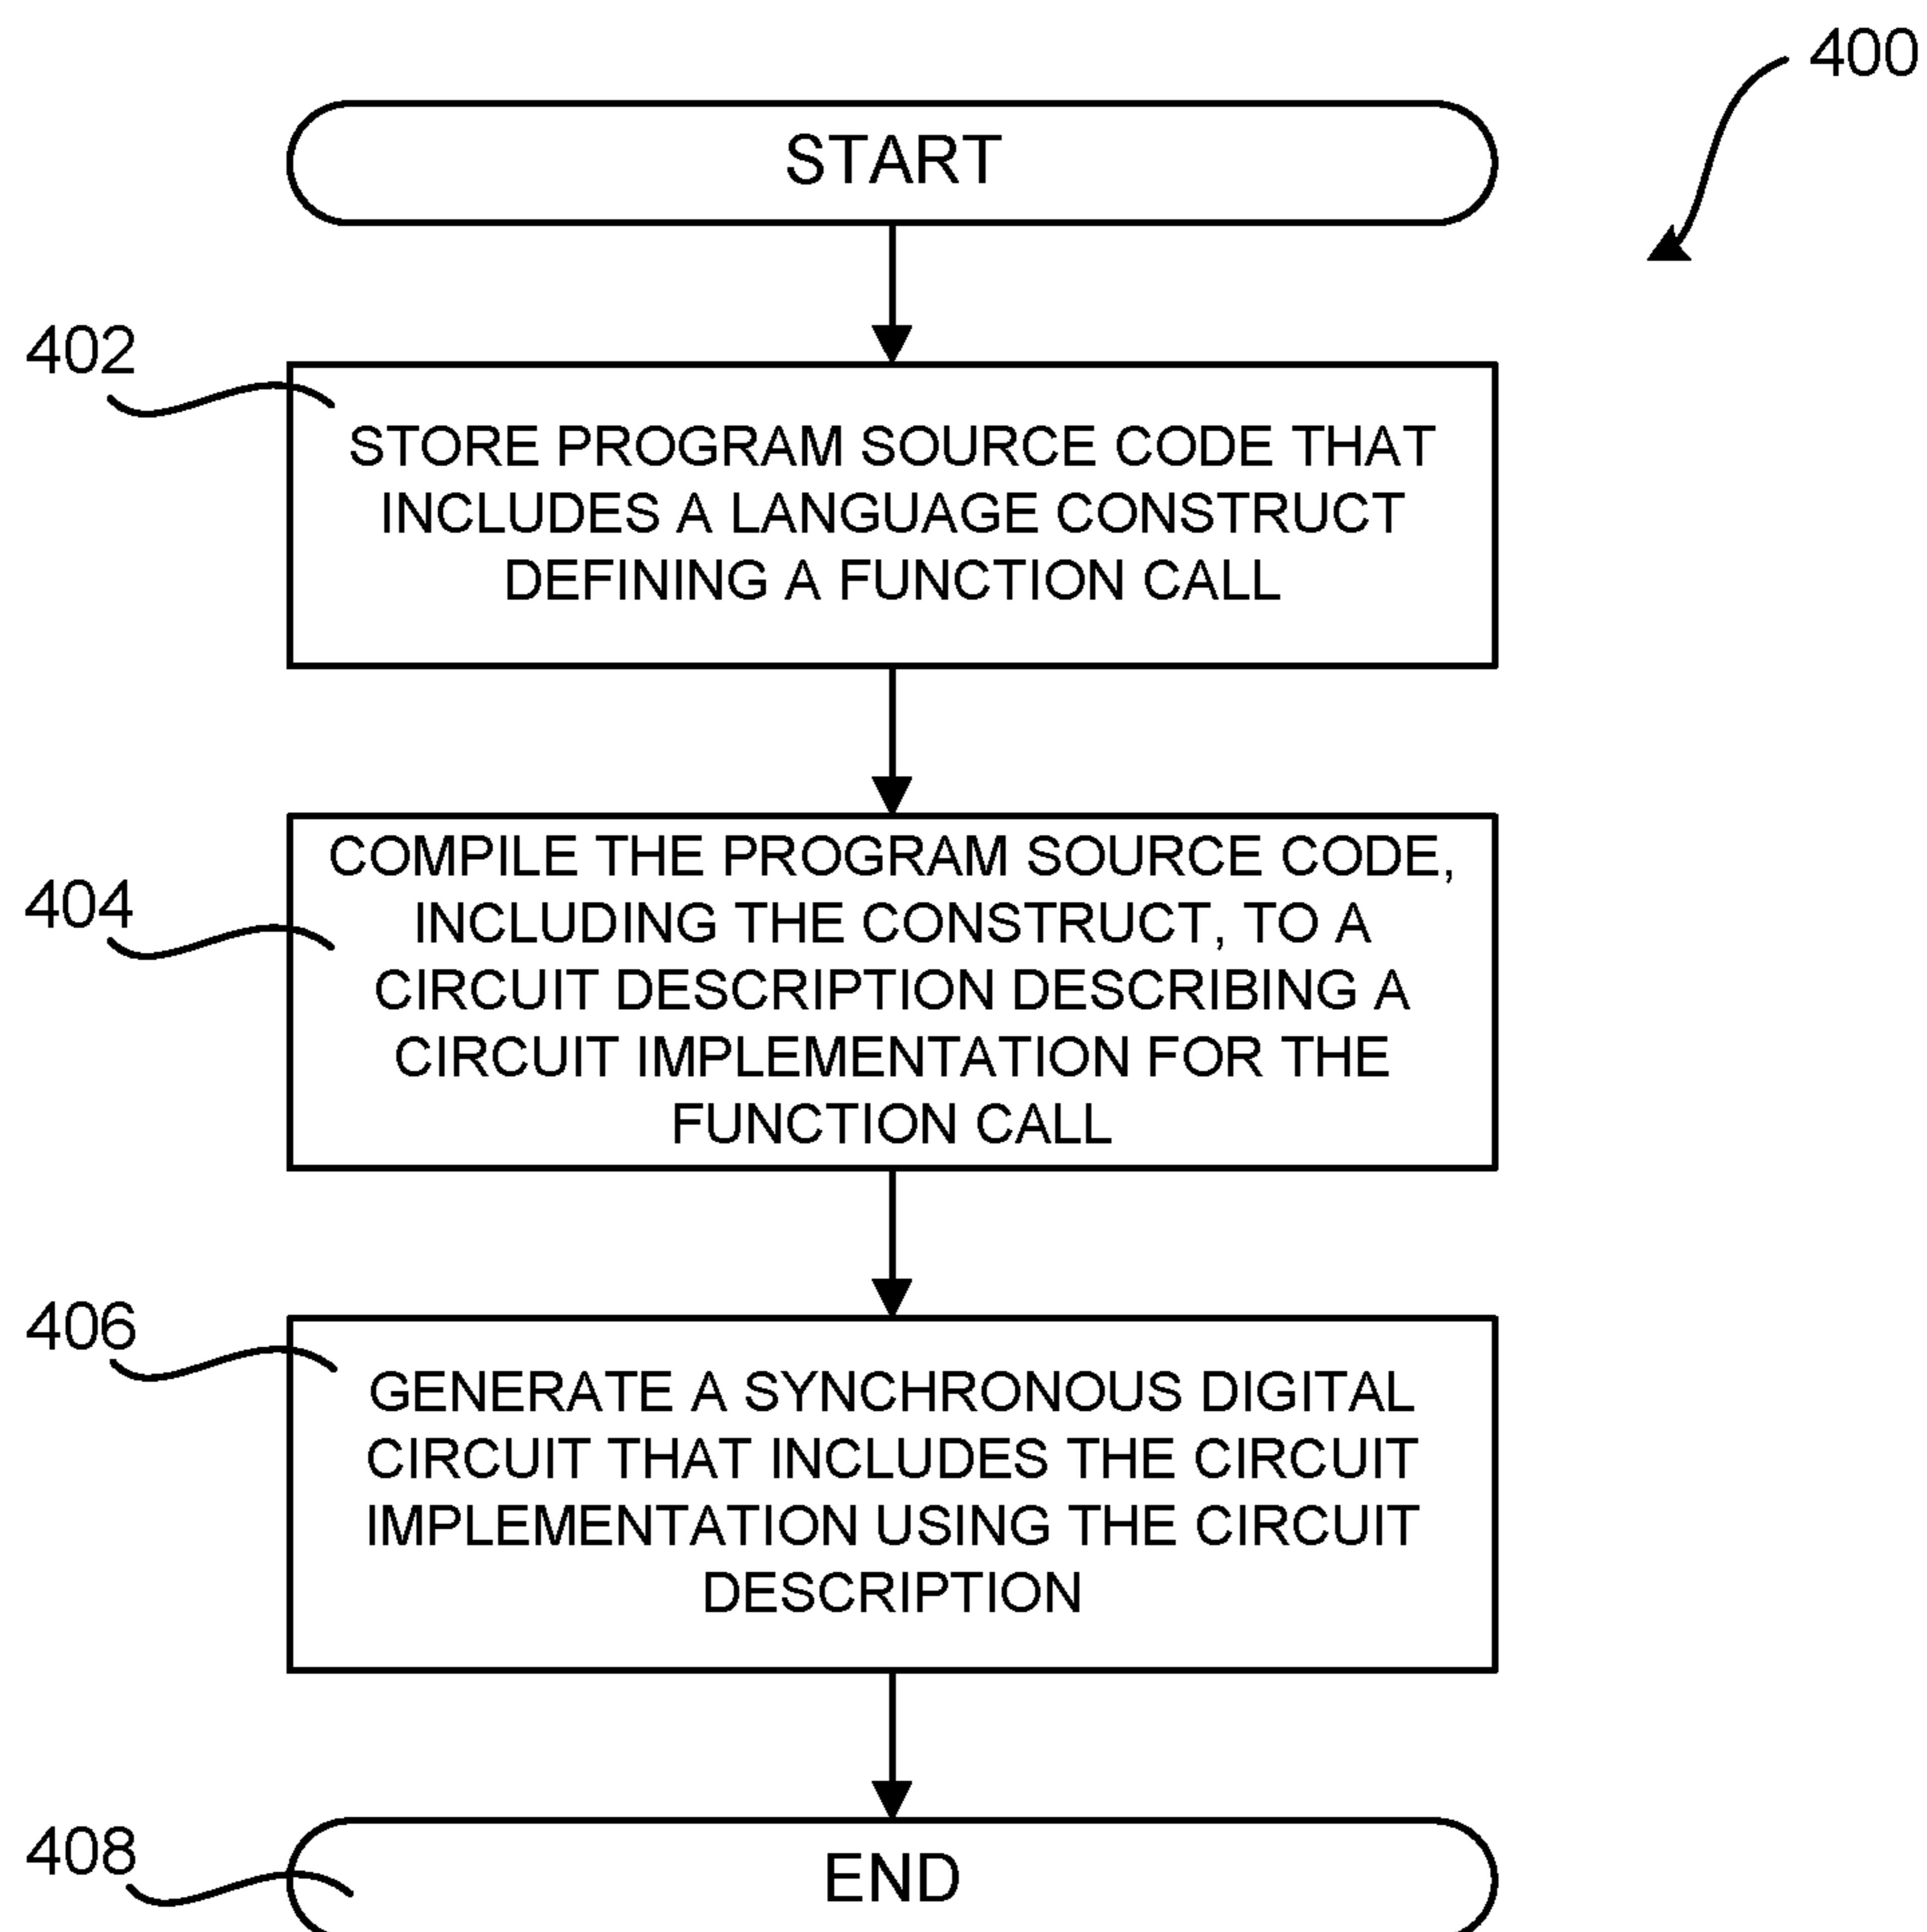 400
START
402
STORE PROGRAM SOURCE CODE THAT
INCLUDES A LANGUAGE CONSTRUCT
DEFINING A FUNCTION CALL
404
COMPILE THE PROGRAM SOURCE CODE,
INCLUDING THE CONSTRUCT, TO A
CIRCUIT DESCRIPTION DESCRIBING A
CIRCUIT IMPLEMENTATION FOR THE
FUNCTION CALL
406
GENERATE A SYNCHRONOUS DIGITAL
CIRCUIT THAT INCLUDES THE CIRCUIT
IMPLEMENTATION USING THE CIRCUIT
DESCRIPTION
408
END